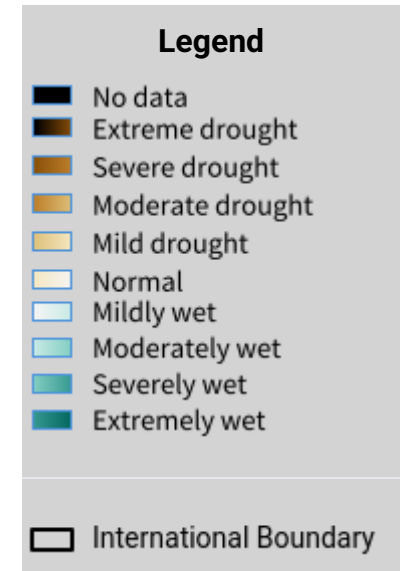 Legend
No data
Extreme drought
Severe drought
Moderate drought
Mild drought
Normal
Mildly wet
Moderately wet
Severely wet
Extremely wet
International Boundary